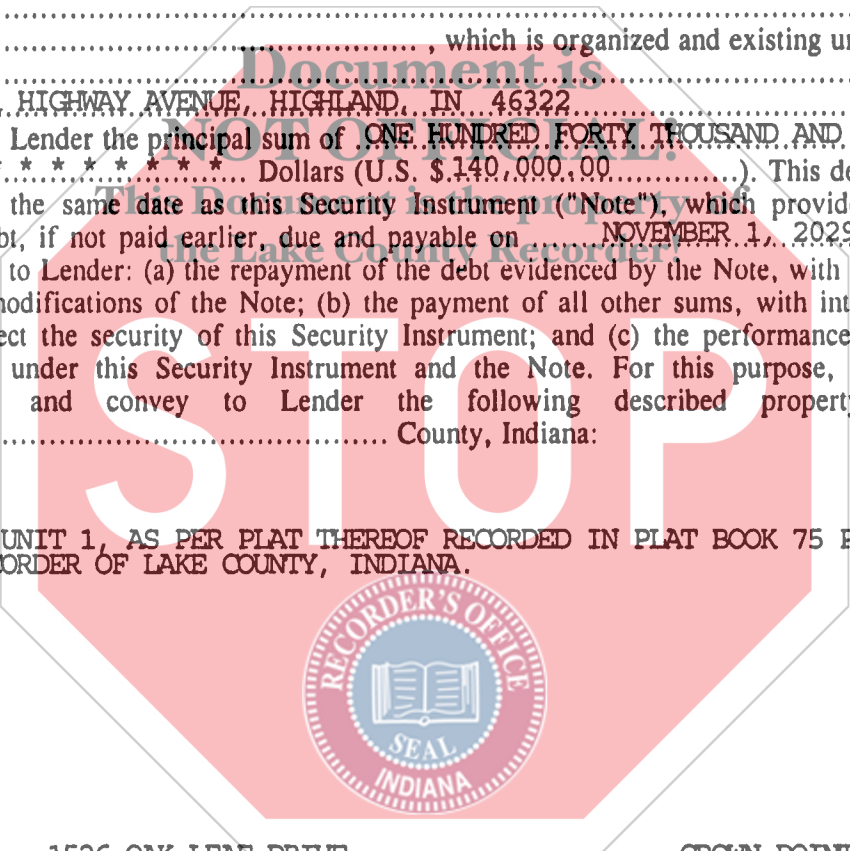 ........................................................ , which is organized and existing
Document is
HIGHWAY AVENUE, HIGHLAND, IN 46322
Lender the principal sum of ONE HUNDRED FORTY THOUSAND AND
NOT OFFICIAL!
* * * * * * * Dollars (U.S. $ 140,000.00 ). This
This Document is the property of
the same date as this Security Instrument ("Note"), which
if not paid earlier, due and payable on NOVEMBER 1, 2029
the Lake County Recorder!
to Lender: (a) the repayment of the debt evidenced by the Note, with
modifications of the Note; (b) the payment of all other sums, with
the security of this Security Instrument; and (c) the performance
under this Security Instrument and the Note. For this purpose,
and convey to Lender the following described property
County, Indiana:
STOP
UNIT 1, AS PER PLAT THEREOF RECORDED IN PLAT BOOK 75
OF LAKE COUNTY, INDIANA.
RECORDER'S OFFICE
SEAL
INDIANA